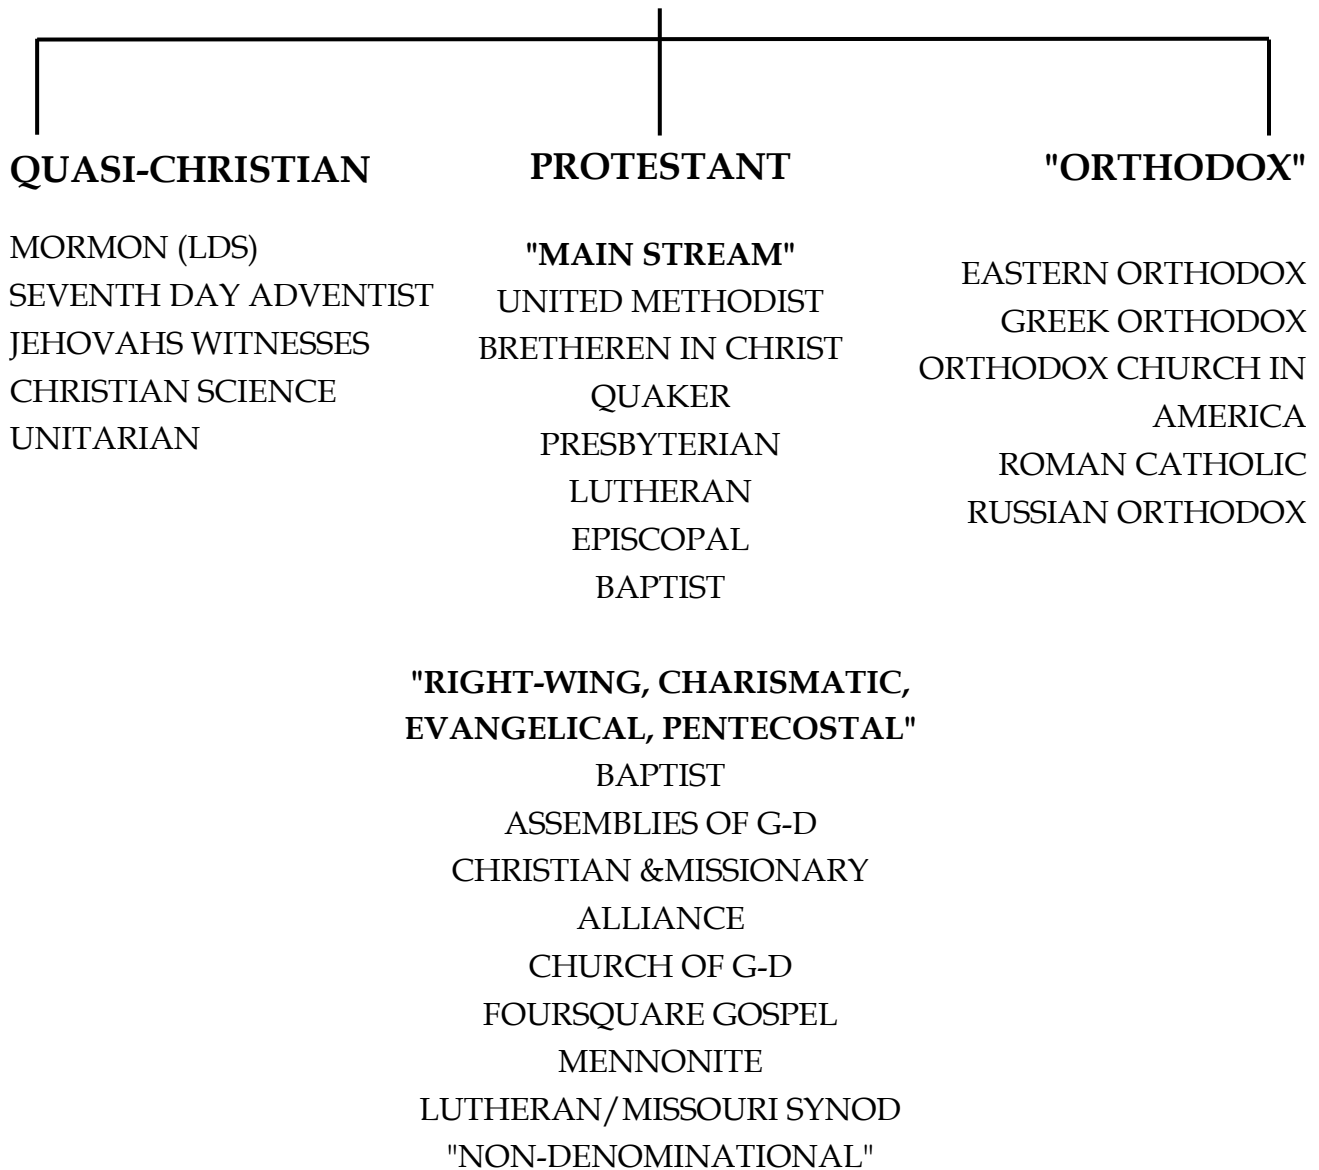 QUASI-CHRISTIAN
MORMON (LDS)
SEVENTH DAY ADVENTIST
JEHOVAHS WITNESSES
CHRISTIAN SCIENCE
UNITARIAN
PROTESTANT
"MAIN STREAM"
UNITED METHODIST
BRETHEREN IN CHRIST
QUAKER
PRESBYTERIAN
LUTHERAN
EPISCOPAL
BAPTIST
"RIGHT-WING, CHARISMATIC,
EVANGELICAL, PENTECOSTAL"
BAPTIST
ASSEMBLIES OF G-D
CHRISTIAN &MISSIONARY
ALLIANCE
CHURCH OF G-D
FOURSQUARE GOSPEL
MENNONITE
LUTHERAN/MISSOURI SYNOD
"NON-DENOMINATIONAL"
"ORTHODOX"
EASTERN ORTHODOX
GREEK ORTHODOX
ORTHODOX CHURCH IN
AMERICA
ROMAN CATHOLIC
RUSSIAN ORTHODOX